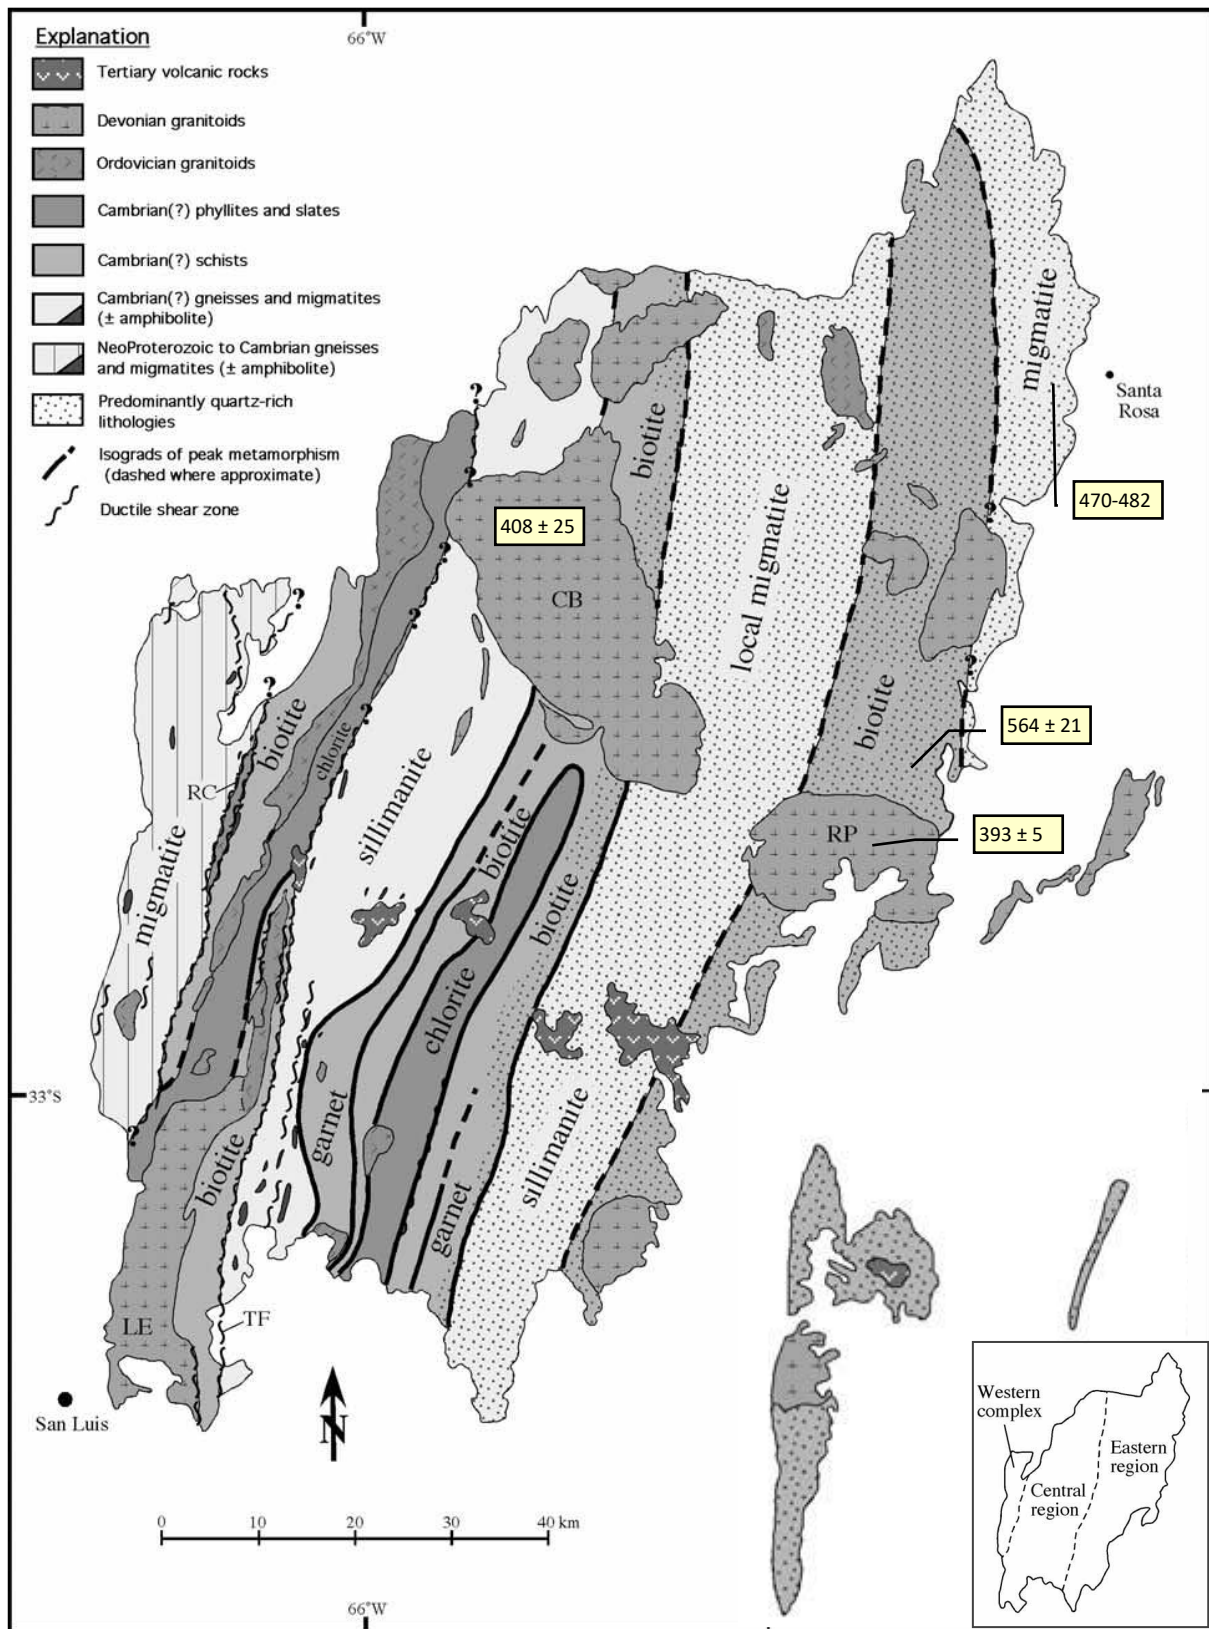 Explanation
Tertiary volcanic rocks
Devonian granitoids
Ordovician granitoids
Cambrian(?) phyllites and slates
Cambrian(?) schists
Cambrian(?) gneisses and migmatites
(± amphibolite)
NeoProterozoic to Cambrian gneisses
and migmatites (± amphibolite)
Predominantly quartz-rich
lithologies
Isograds of peak metamorphism
(dashed where approximate)
Ductile shear zone
66°W
migmatite
Santa
Rosa
?
biotite
?
470-482
408 ± 25
?
local migmatite
?
CB
?
?
?
?
biotite
?
biotite
564 ± 21
chlorite
RC
sillimanite
biotite
RP
393 ± 5
migmatite
biotite
chlorite
33°S
garnet
?
biotite
sillimanite
garnet
LE
TF
San Luis
N
0 10 20 30 40 km
66°W
Western
complex
Eastern
region
Central
region